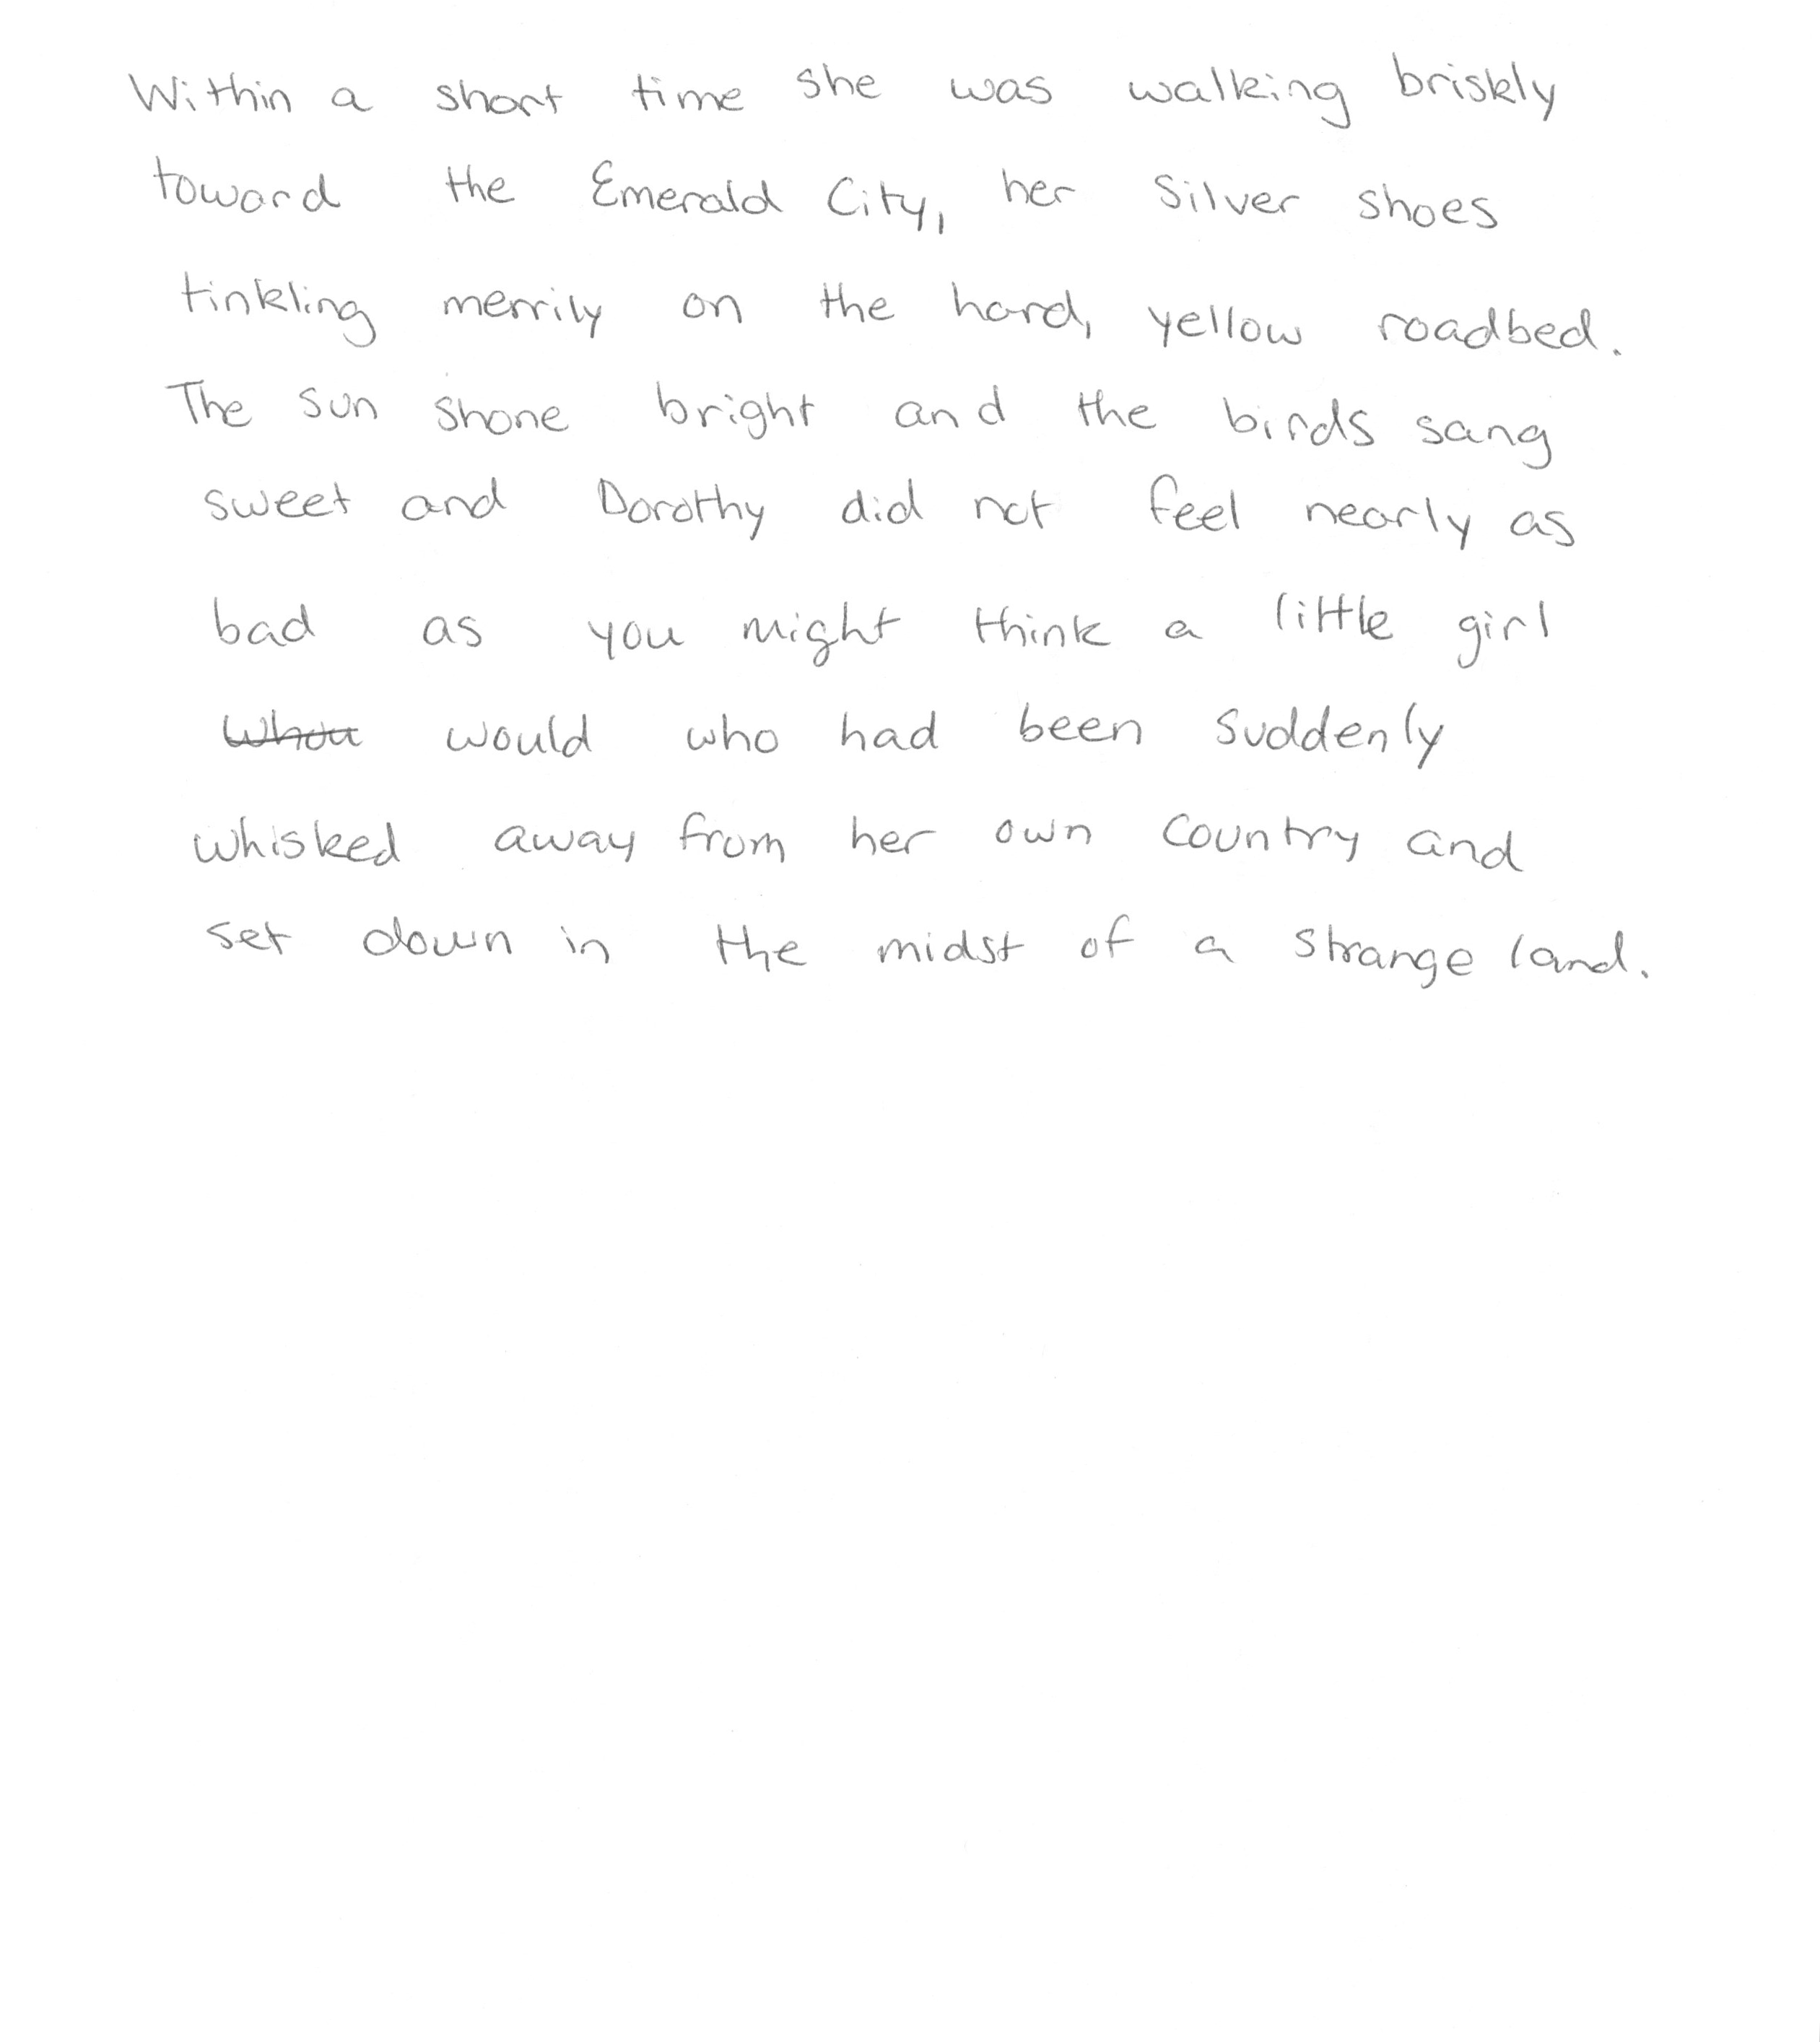 Within a short time she was walking briskly
toward the Emerald City, her Silver shoes
tinkling merrily on the hard, yellow roadbed.
The sun shone bright and the birds sang
sweet and Dorothy did not feel nearly as
bad as you might think a little girl
would who had been suddenly
whisked away from her own country and
set down in the midst of a strange land.